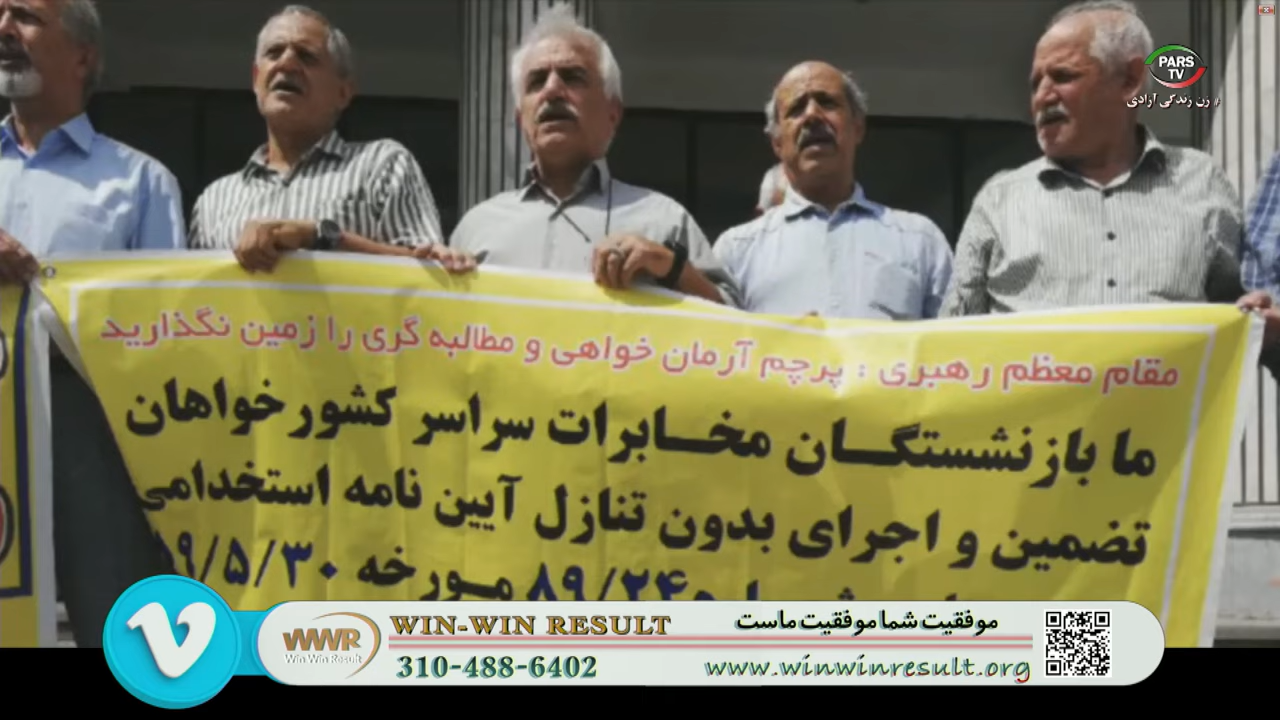 PARS
TV
# زن زندگی آزادی
مقام معظم رهبری : پرچم آرمان خواهی و مطالبه گری را زمین نگذارید
ما بازنشستگان مخابرات سراسر کشور خواهان
تضمین و اجرای بدون تنازل آیین نامه استخدامی
۸۹/۲۴۰ مورخه ۸۹/۵/۳۰
WWR
Win Win Result
WIN-WIN RESULT
موفقیت شما موفقیت ماست
310-488-6402
www.winwinresult.org